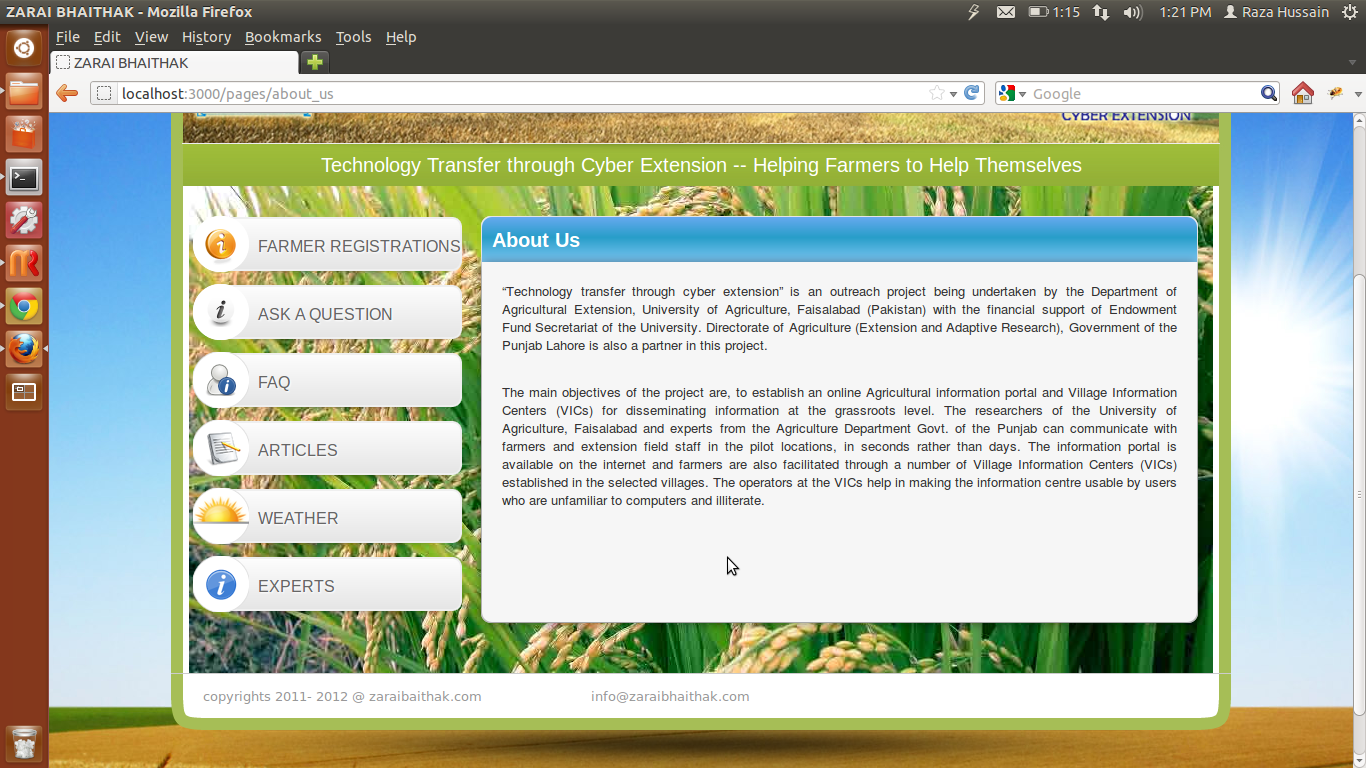 ZARAI BHAITHAK - Mozilla Firefox
1:15
1:21 PM
Raza Hussain
File Edit View History Bookmarks Tools Help
ZARAI BHAITHAK
localhost:3000/pages/about_us
Google
CYBER EXTENSION
Technology Transfer through Cyber Extension -- Helping Farmers to Help Themselves
FARMER REGISTRATIONS
ASK A QUESTION
FAQ
ARTICLES
WEATHER
EXPERTS
About Us
“Technology transfer through cyber extension” is an outreach project being undertaken by the Department of
Agricultural Extension, University of Agriculture, Faisalabad (Pakistan) with the financial support of Endowment
Fund Secretariat of the University. Directorate of Agriculture (Extension and Adaptive Research), Government of the
Punjab Lahore is also a partner in this project.
The main objectives of the project are, to establish an online Agricultural information portal and Village Information
Centers (VICs) for disseminating information at the grassroots level. The researchers of the University of
Agriculture, Faisalabad and experts from the Agriculture Department Govt. of the Punjab can communicate with
farmers and extension field staff in the pilot locations, in seconds rather than days. The information portal is
available on the internet and farmers are also facilitated through a number of Village Information Centers (VICs)
established in the selected villages. The operators at the VICs help in making the information centre usable by users
who are unfamiliar to computers and illiterate.
copyrights 2011- 2012 @ zaraibaithak.com
info@zaraibhaithak.com